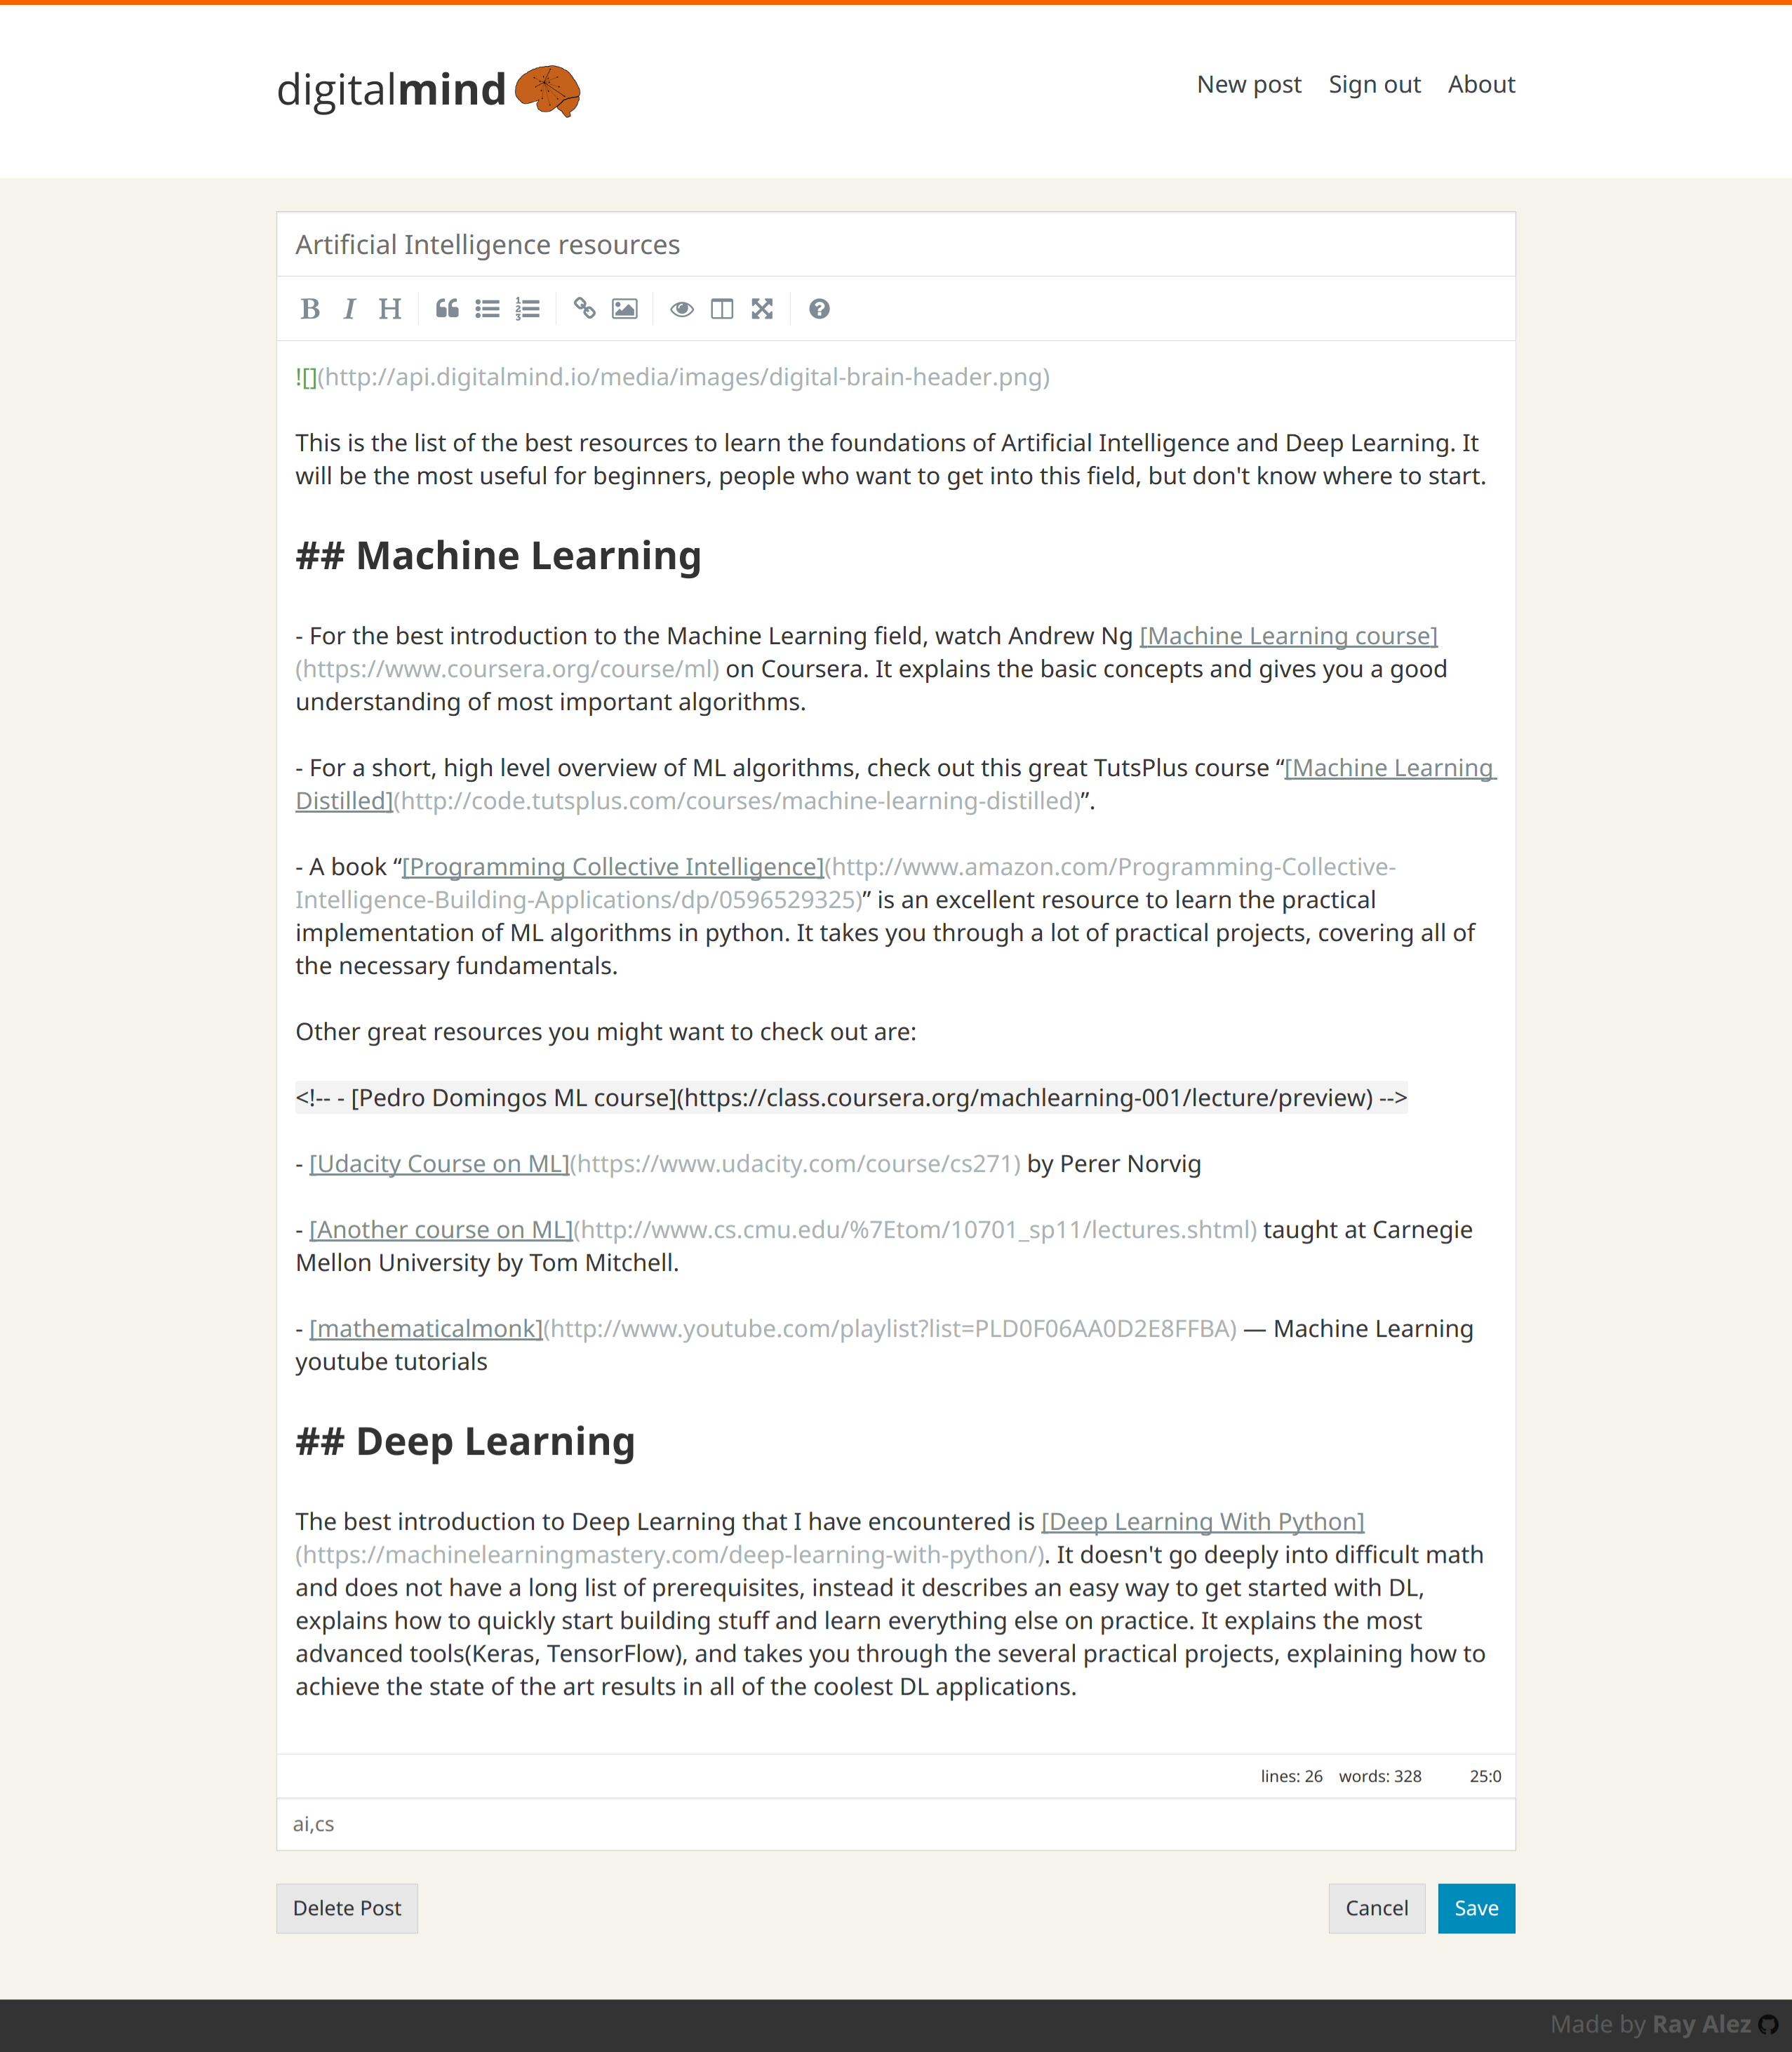 digitalmind
New post Sign out About
Artificial Intelligence resources
B I H
![](http://api.digitalmind.io/media/images/digital-brain-header.png)
This is the list of the best resources to learn the foundations of Artificial Intelligence and Deep Learning. It
will be the most useful for beginners, people who want to get into this field, but don't know where to start.
## Machine Learning
- For the best introduction to the Machine Learning field, watch Andrew Ng [Machine Learning course]
(https://www.coursera.org/course/ml) on Coursera. It explains the basic concepts and gives you a good
understanding of most important algorithms.
- For a short, high level overview of ML algorithms, check out this great TutsPlus course “[Machine Learning
Distilled](http://code.tutsplus.com/courses/machine-learning-distilled)”.
- A book “[Programming Collective Intelligence](http://www.amazon.com/Programming-Collective-
Intelligence-Building-Applications/dp/0596529325)” is an excellent resource to learn the practical
implementation of ML algorithms in python. It takes you through a lot of practical projects, covering all of
the necessary fundamentals.
Other great resources you might want to check out are:
<!-- - [Pedro Domingos ML course](https://class.coursera.org/machlearning-001/lecture/preview) -->
- [Udacity Course on ML](https://www.udacity.com/course/cs271) by Perer Norvig
- [Another course on ML](http://www.cs.cmu.edu/%7Etom/10701_sp11/lectures.shtml) taught at Carnegie
Mellon University by Tom Mitchell.
- [mathematicalmonk](http://www.youtube.com/playlist?list=PLD0F06AA0D2E8FFBA) — Machine Learning
youtube tutorials
## Deep Learning
The best introduction to Deep Learning that I have encountered is [Deep Learning With Python]
(https://machinelearningmastery.com/deep-learning-with-python/). It doesn't go deeply into difficult math
and does not have a long list of prerequisites, instead it describes an easy way to get started with DL,
explains how to quickly start building stuff and learn everything else on practice. It explains the most
advanced tools(Keras, TensorFlow), and takes you through the several practical projects, explaining how to
achieve the state of the art results in all of the coolest DL applications.
lines: 26 words: 328 25:0
ai,cs
Delete Post Cancel Save
Made by Ray Alez